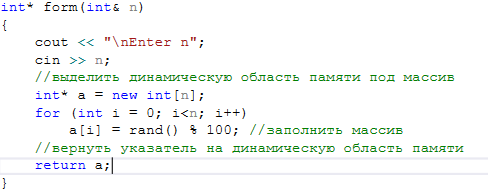 int* form(int& n)
{
cout << "\nEnter n";
cin >> n;
//выделить динамическую область памяти под массив
int* a = new int[n];
for (int i = 0; i<n; i++)
a[i] = rand() % 100; //заполнить массив
//вернуть указатель на динамическую область памяти
return a;
}